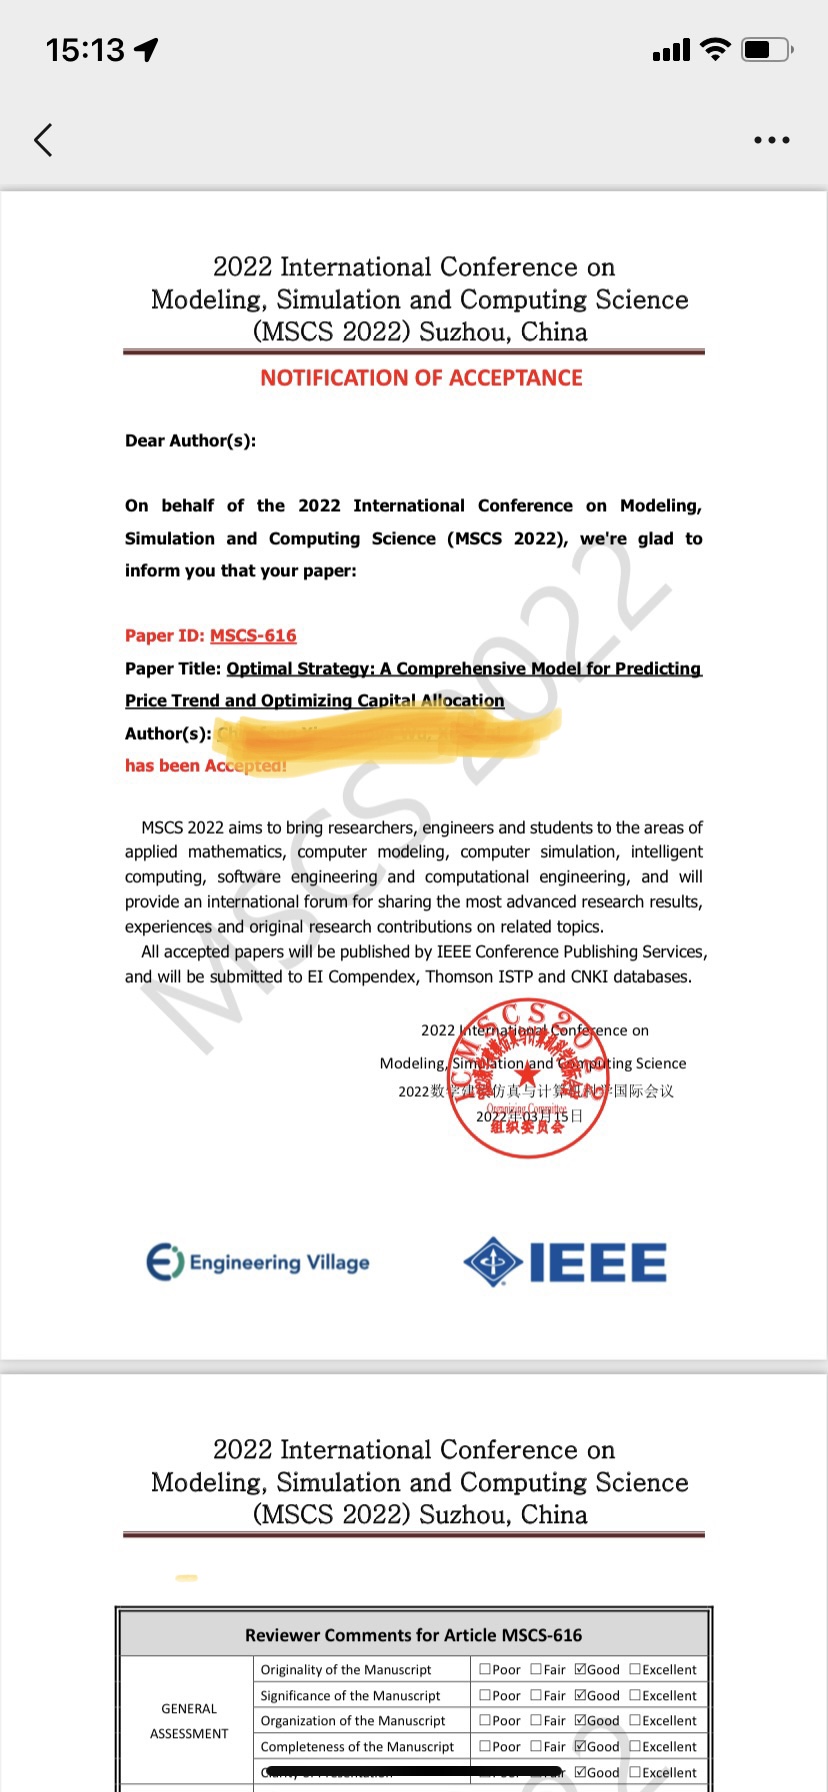 15:13
2022 International Conference on
Modeling, Simulation and Computing Science
(MSCS 2022) Suzhou, China
NOTIFICATION OF ACCEPTANCE
Dear Author(s):
On behalf of the 2022 International Conference on Modeling,
Simulation and Computing Science (MSCS 2022), we're glad to
inform you that your paper:
Paper ID: MSCS-616
Paper Title: Optimal Strategy: A Comprehensive Model for Predicting
Price Trend and Optimizing Capital Allocation
Author(s):
has been Accepted!
MSCS 2022 aims to bring researchers, engineers and students to the areas of
applied mathematics, computer modeling, computer simulation, intelligent
computing, software engineering and computational engineering, and will
provide an international forum for sharing the most advanced research results,
experiences and original research contributions on related topics.
All accepted papers will be published by IEEE Conference Publishing Services,
and will be submitted to EI Compendex, Thomson ISTP and CNKI databases.
2022 International Conference on
Modeling, Simulation and Computing Science
2022数学建模仿真与计算机科学国际会议
2022年03月15日
ICMSCS2022
Organizing Committee
组织委员会
MSCS 2022
Engineering Village
IEEE
2022 International Conference on
Modeling, Simulation and Computing Science
(MSCS 2022) Suzhou, China
Reviewer Comments for Article MSCS-616
GENERAL
ASSESSMENT
Originality of the Manuscript ☐Poor ☐Fair ☑Good ☐Excellent
Significance of the Manuscript ☐Poor ☐Fair ☑Good ☐Excellent
Organization of the Manuscript ☐Poor ☐Fair ☑Good ☐Excellent
Completeness of the Manuscript ☐Poor ☐Fair ☑Good ☐Excellent
☑Good ☐Excellent